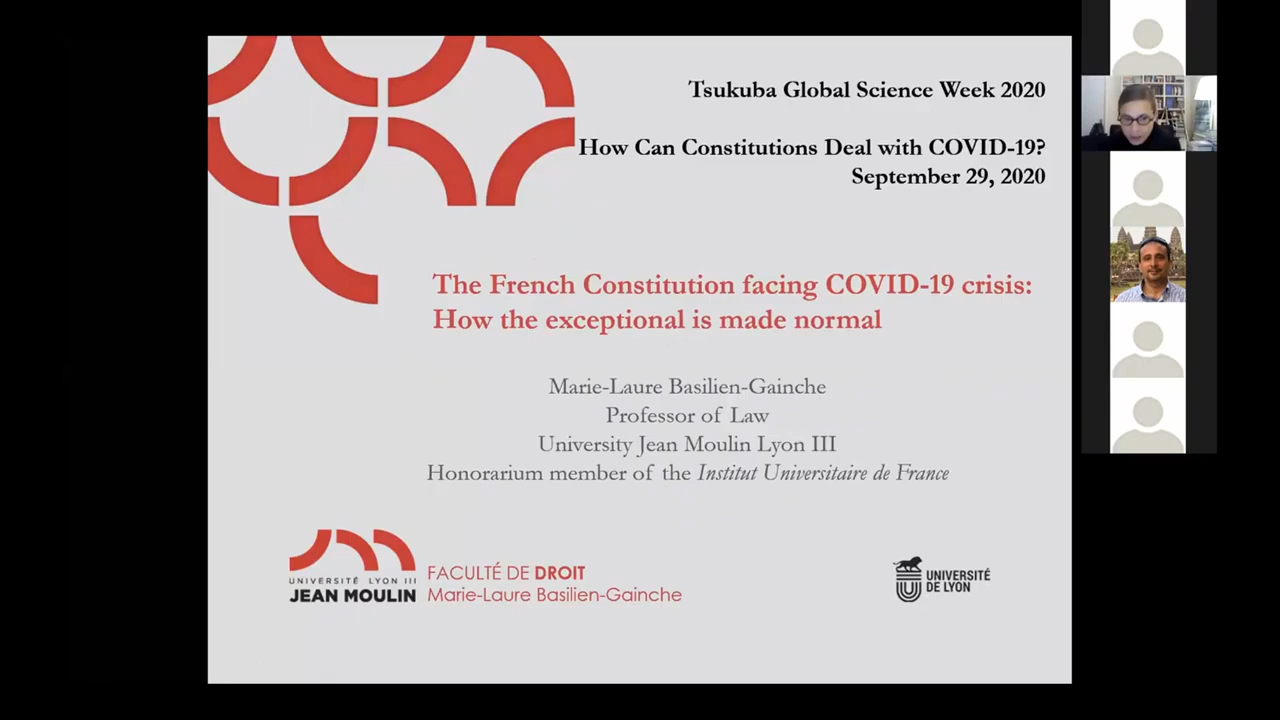 Tsukuba Global Science Week 2020
How Can Constitutions Deal with COVID-19?
September 29, 2020
The French Constitution facing COVID-19 crisis:
How the exceptional is made normal
Marie-Laure Basilien-Gainche
Professor of Law
University Jean Moulin Lyon III
Honorarium member of the Institut Universitaire de France
UNIVERSITÉ LYON III
JEAN MOULIN
FACULTÉ DE DROIT
Marie-Laure Basilien-Gainche
UNIVERSITÉ
DE LYON